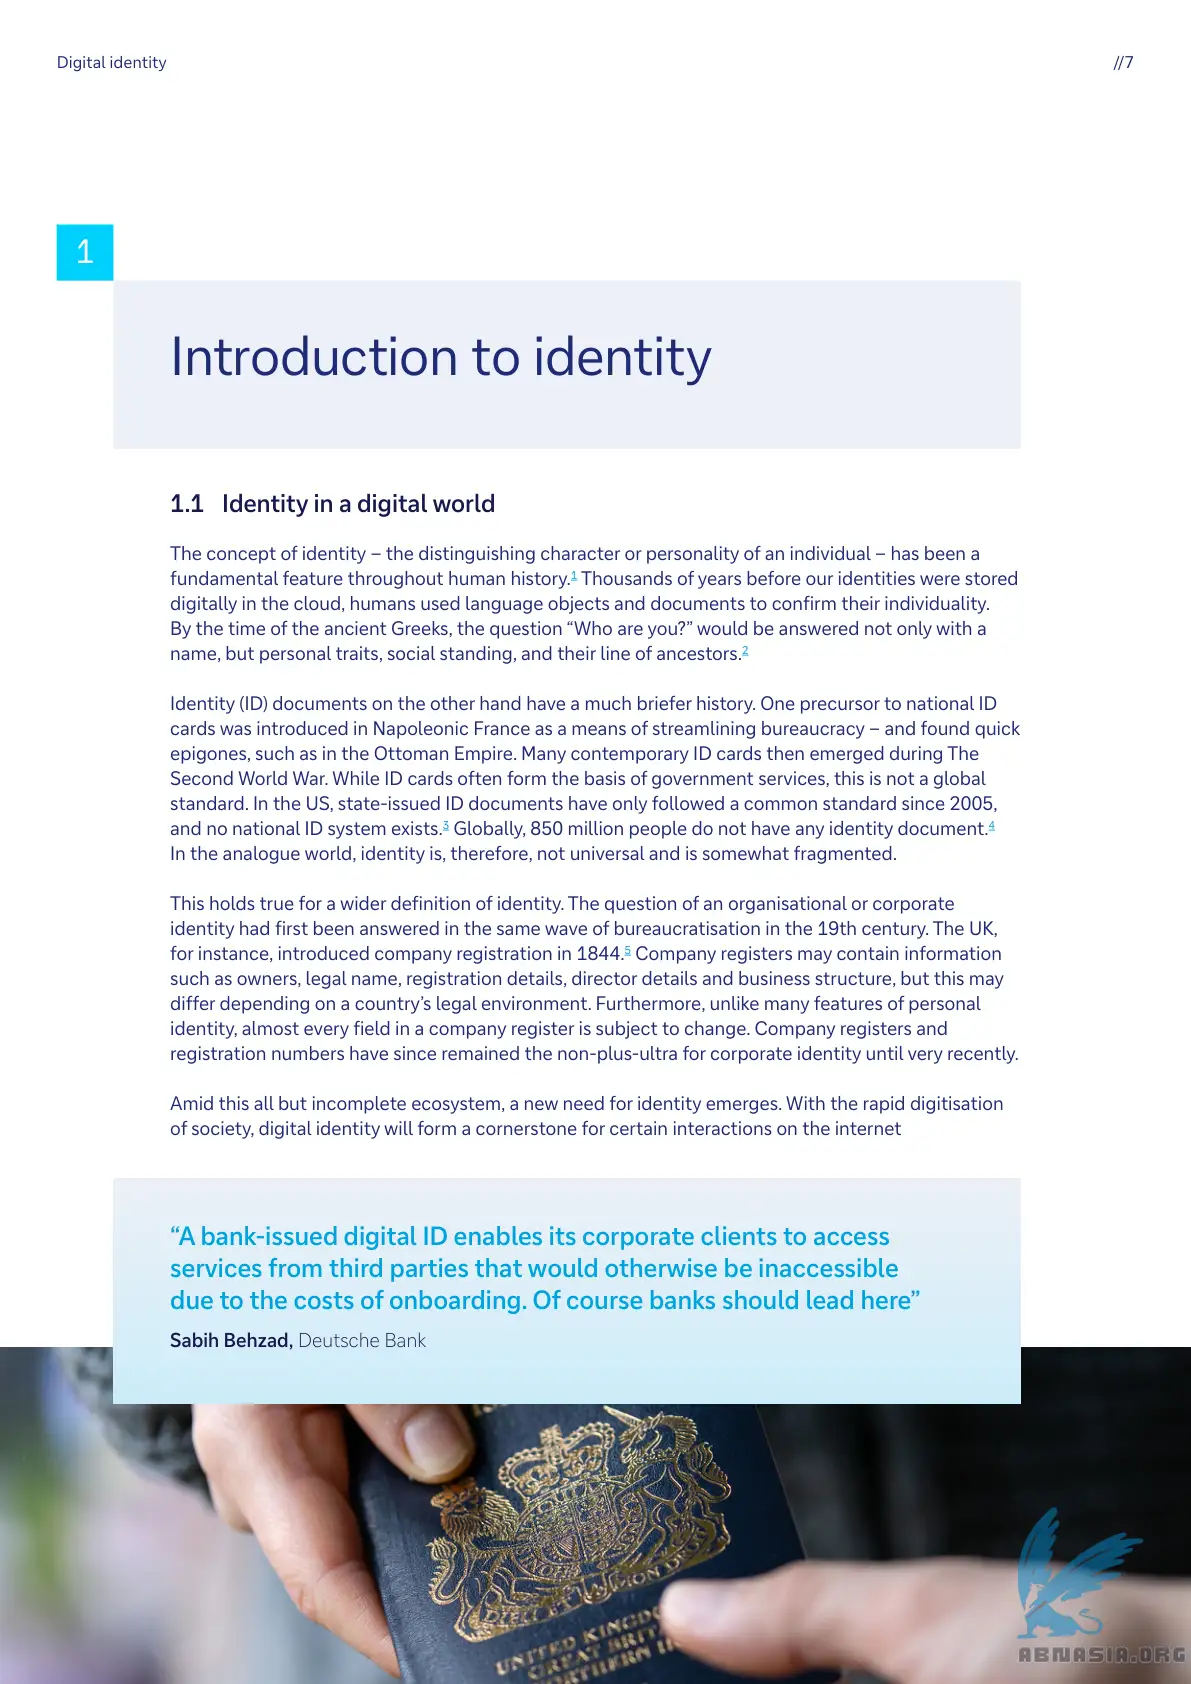 Digital identity
//7
1
Introduction to identity
1.1 Identity in a digital world
The concept of identity – the distinguishing character or personality of an individual – has been a
fundamental feature throughout human history.1 Thousands of years before our identities were stored
digitally in the cloud, humans used language objects and documents to confirm their individuality.
By the time of the ancient Greeks, the question “Who are you?” would be answered not only with a
name, but personal traits, social standing, and their line of ancestors.2
Identity (ID) documents on the other hand have a much briefer history. One precursor to national ID
cards was introduced in Napoleonic France as a means of streamlining bureaucracy – and found quick
epigones, such as in the Ottoman Empire. Many contemporary ID cards then emerged during The
Second World War. While ID cards often form the basis of government services, this is not a global
standard. In the US, state-issued ID documents have only followed a common standard since 2005,
and no national ID system exists.3 Globally, 850 million people do not have any identity document.4
In the analogue world, identity is, therefore, not universal and is somewhat fragmented.
This holds true for a wider definition of identity. The question of an organisational or corporate
identity had first been answered in the same wave of bureaucratisation in the 19th century. The UK,
for instance, introduced company registration in 1844.5 Company registers may contain information
such as owners, legal name, registration details, director details and business structure, but this may
differ depending on a country’s legal environment. Furthermore, unlike many features of personal
identity, almost every field in a company register is subject to change. Company registers and
registration numbers have since remained the non-plus-ultra for corporate identity until very recently.
Amid this all but incomplete ecosystem, a new need for identity emerges. With the rapid digitisation
of society, digital identity will form a cornerstone for certain interactions on the internet
“A bank-issued digital ID enables its corporate clients to access
services from third parties that would otherwise be inaccessible
due to the costs of onboarding. Of course banks should lead here”
Sabih Behzad, Deutsche Bank
DIEU ET MON DROI
UNITED KINGDO
GREAT BRIT
NORTHERN I
ABNASIA.ORG